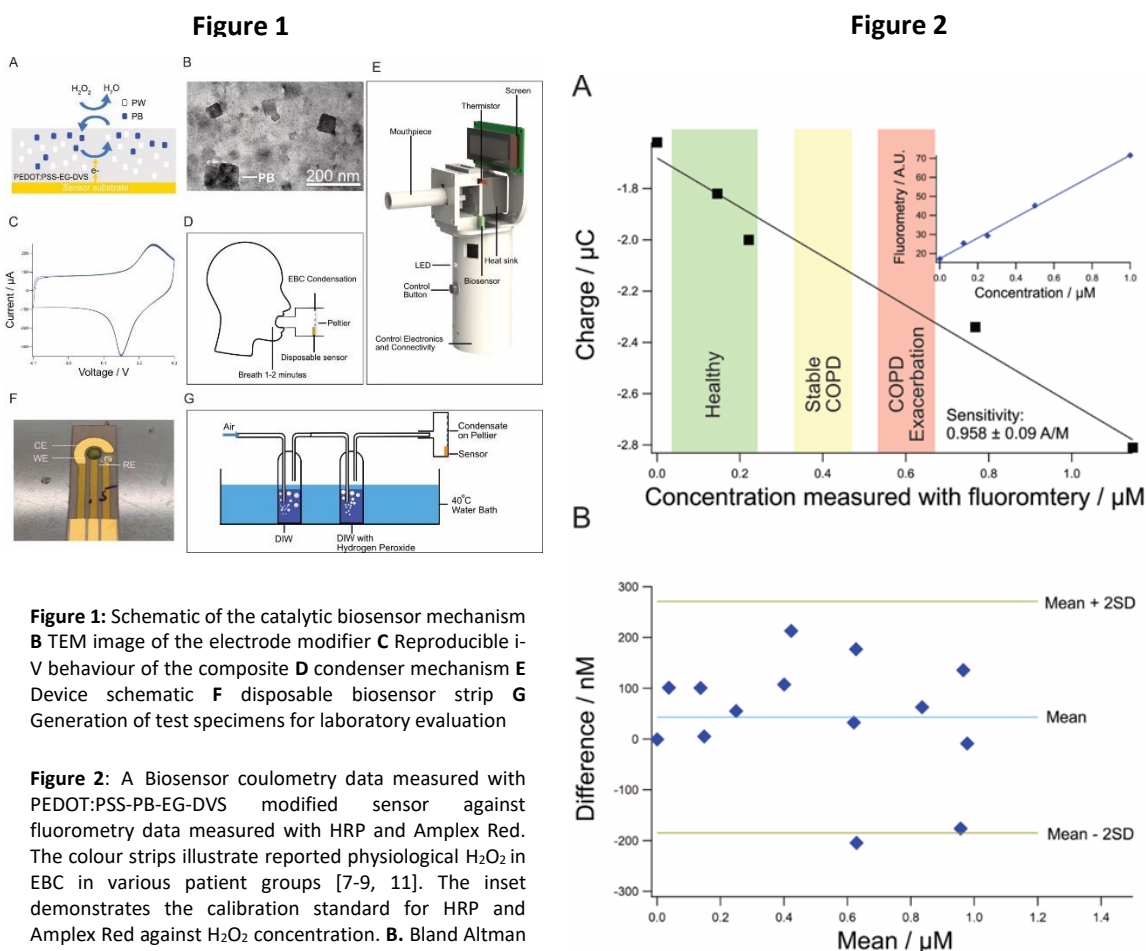 Figure 1
A
H2O2
H2O
PW
PB
PEDOT:PSS-EG-DVS
e-
Sensor substrate
B
PB
200 nm
C
Current / µA
Voltage / V
D
EBC Condensation
Peltier
Disposable sensor
Breath 1-2 minutes
E
Screen
Thermistor
Mouthpiece
Heat sink
LED
Biosensor
Control
Button
Control Electronics
and Connectivity
F
CE
WE
RE
G
Air
Condensate
on Peltier
Sensor
40°C
Water Bath
DIW
DIW with
Hydrogen Peroxide
Figure 1: Schematic of the catalytic biosensor mechanism
B TEM image of the electrode modifier C Reproducible i-
V behaviour of the composite D condenser mechanism E
Device schematic F disposable biosensor strip G
Generation of test specimens for laboratory evaluation
Figure 2: A Biosensor coulometry data measured with
PEDOT:PSS-PB-EG-DVS modified sensor against
fluorometry data measured with HRP and Amplex Red.
The colour strips illustrate reported physiological H2O2 in
EBC in various patient groups [7-9, 11]. The inset
demonstrates the calibration standard for HRP and
Amplex Red against H2O2 concentration. B. Bland Altman
Figure 2
A
Charge / µC
-1.8
-2.0
-2.2
-2.4
-2.6
-2.8
Healthy
Stable
COPD
COPD
Exacerbation
Fluorometry / A.U.
70
60
50
40
30
20
0.0 0.2 0.4 0.6 0.8 1.0
Concentration / µM
Sensitivity:
0.958 ± 0.09 A/M
0.0 0.2 0.4 0.6 0.8 1.0
Concentration measured with fluoromtery / µM
B
Difference / nM
300
200
100
0
-100
-200
-300
Mean + 2SD
Mean
Mean - 2SD
0.0 0.2 0.4 0.6 0.8 1.0 1.2 1.4
Mean / µM